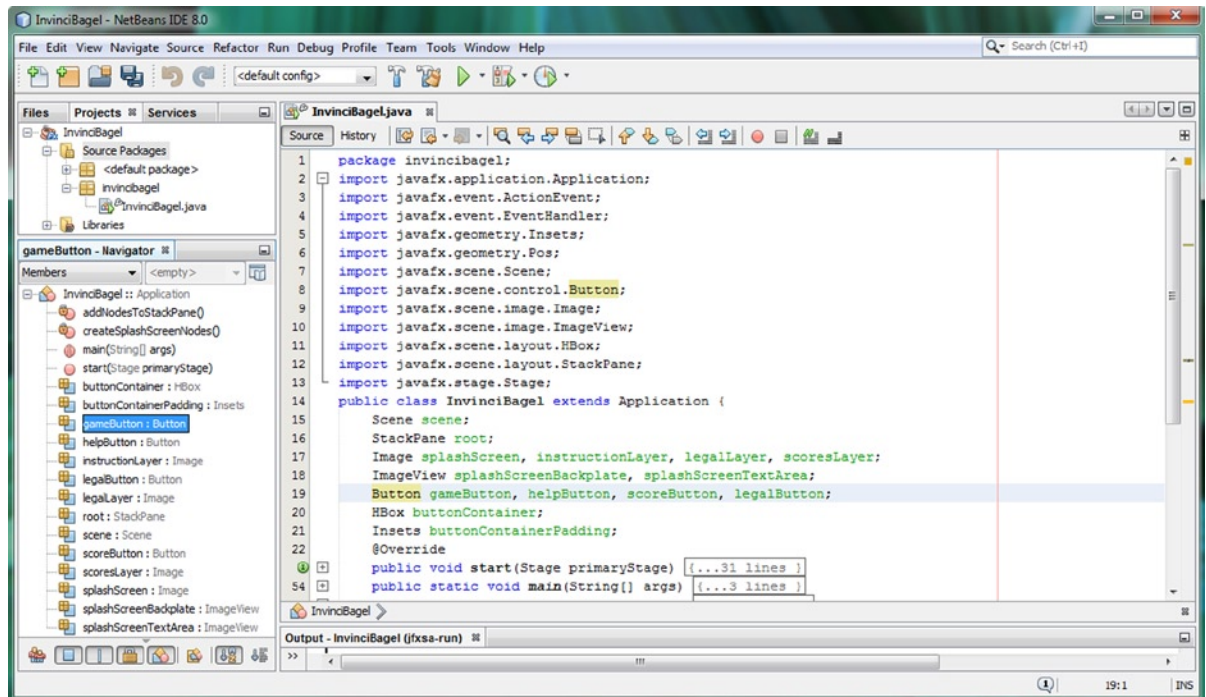 InvinciBagel - NetBeans IDE 8.0
File Edit View Navigate Source Refactor Run Debug Profile Team Tools Window Help
Search (Ctrl+I)
<default config>
Files Projects Services
InvinciBagel
Source Packages
<default package>
invincibagel
InvinciBagel.java
Libraries
gameButton - Navigator
Members <empty>
InvinciBagel :: Application
addNodesToStackPane()
createSplashScreenNodes()
main(String[] args)
start(Stage primaryStage)
buttonContainer : HBox
buttonContainerPadding : Insets
gameButton : Button
helpButton : Button
instructionLayer : Image
legalButton : Button
legalLayer : Image
root : StackPane
scene : Scene
scoreButton : Button
scoresLayer : Image
splashScreen : Image
splashScreenBackplate : ImageView
splashScreenTextArea : ImageView
InvinciBagel.java
Source History
1 package invincibagel;
2 import javafx.application.Application;
3 import javafx.event.ActionEvent;
4 import javafx.event.EventHandler;
5 import javafx.geometry.Insets;
6 import javafx.geometry.Pos;
7 import javafx.scene.Scene;
8 import javafx.scene.control.Button;
9 import javafx.scene.image.Image;
10 import javafx.scene.image.ImageView;
11 import javafx.scene.layout.HBox;
12 import javafx.scene.layout.StackPane;
13 import javafx.stage.Stage;
14 public class InvinciBagel extends Application {
15 Scene scene;
16 StackPane root;
17 Image splashScreen, instructionLayer, legalLayer, scoresLayer;
18 ImageView splashScreenBackplate, splashScreenTextArea;
19 Button gameButton, helpButton, scoreButton, legalButton;
20 HBox buttonContainer;
21 Insets buttonContainerPadding;
22 @Override
public void start(Stage primaryStage) {...31 lines }
54 public static void main(String[] args) {...3 lines }
InvinciBagel
Output - InvinciBagel (jfxsa-run)
1 19:1 INS